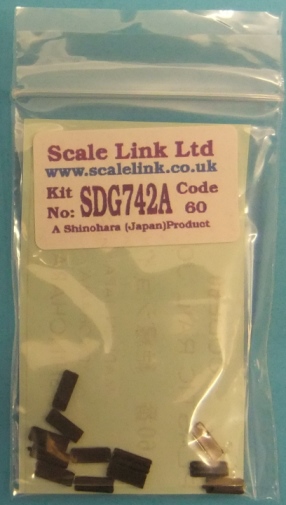 Scale Link Ltd
www.scalelink.co.uk
Kit No: SDG742A Code 60
A Shinohara (Japan)Product